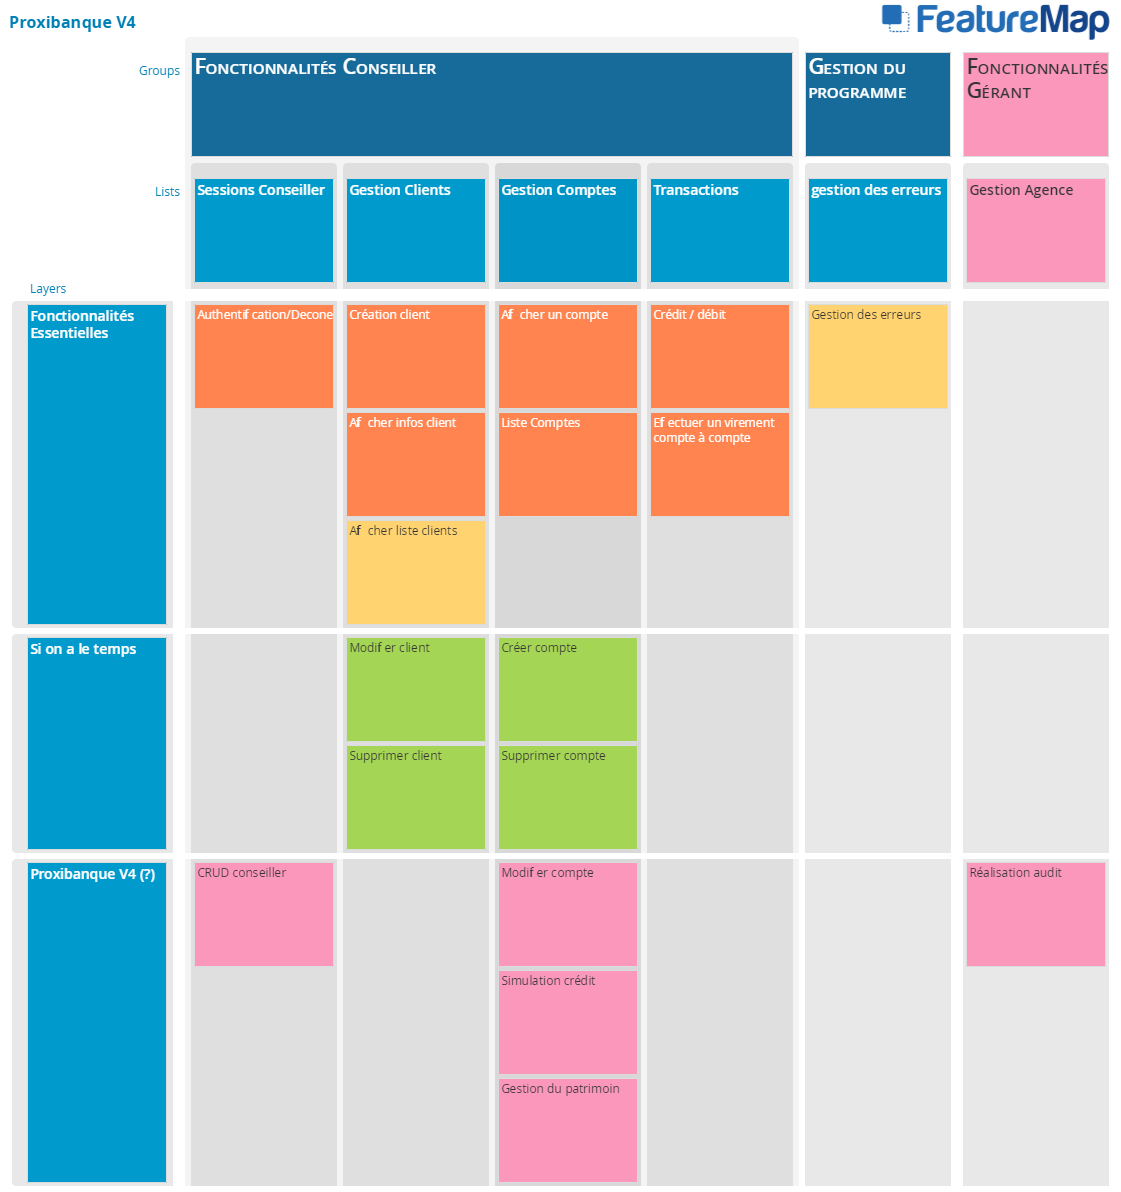 Proxibanque V4
FeatureMap
Groups
Fonctionnalités Conseiller
Gestion du
programme
Fonctionnalités
Gérant
Lists
Sessions Conseiller
Gestion Clients
Gestion Comptes
Transactions
gestion des erreurs
Gestion Agence
Layers
Fonctionnalités
Essentielles
Authentif cation/Decone
Création client
Af cher un compte
Crédit / débit
Gestion des erreurs
Af cher infos client
Liste Comptes
Ef ectuer un virement
compte à compte
Af cher liste clients
Si on a le temps
Modif er client
Créer compte
Supprimer client
Supprimer compte
Proxibanque V4 (?)
CRUD conseiller
Modif er compte
Réalisation audit
Simulation crédit
Gestion du patrimoin